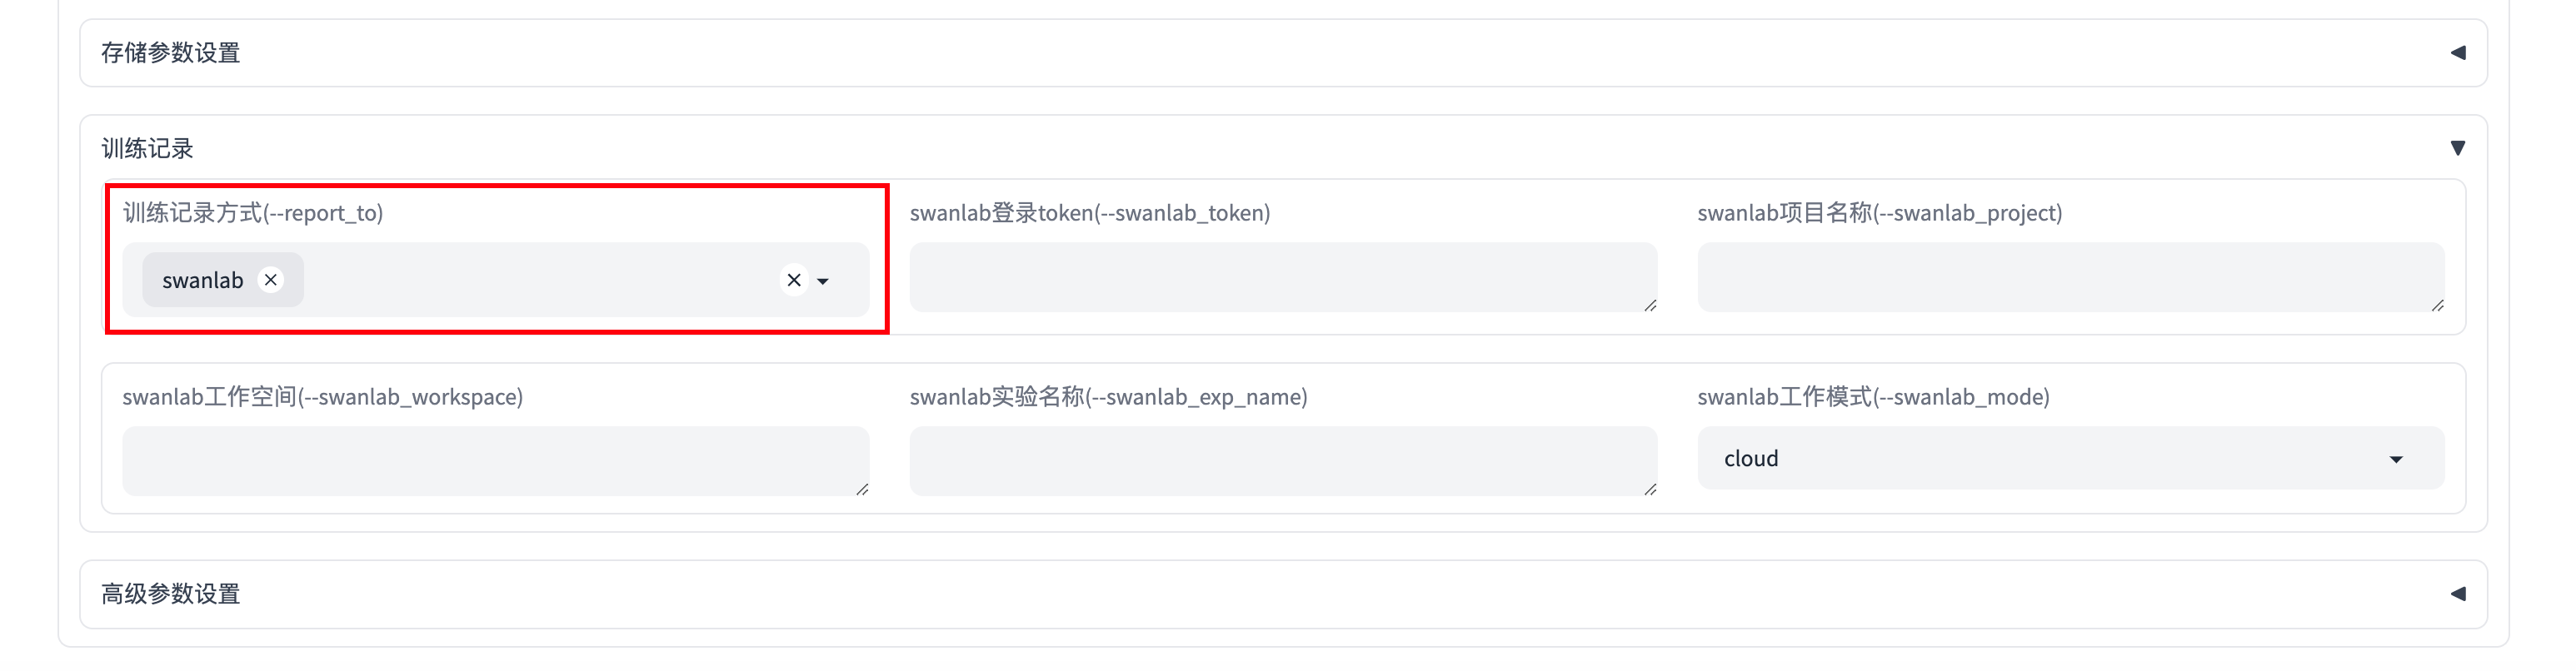 存储参数设置
训练记录
训练记录方式(--report_to)
swanlab
swanlab登录token(--swanlab_token)
swanlab项目名称(--swanlab_project)
swanlab工作空间(--swanlab_workspace)
swanlab实验名称(--swanlab_exp_name)
swanlab工作模式(--swanlab_mode)
cloud
高级参数设置